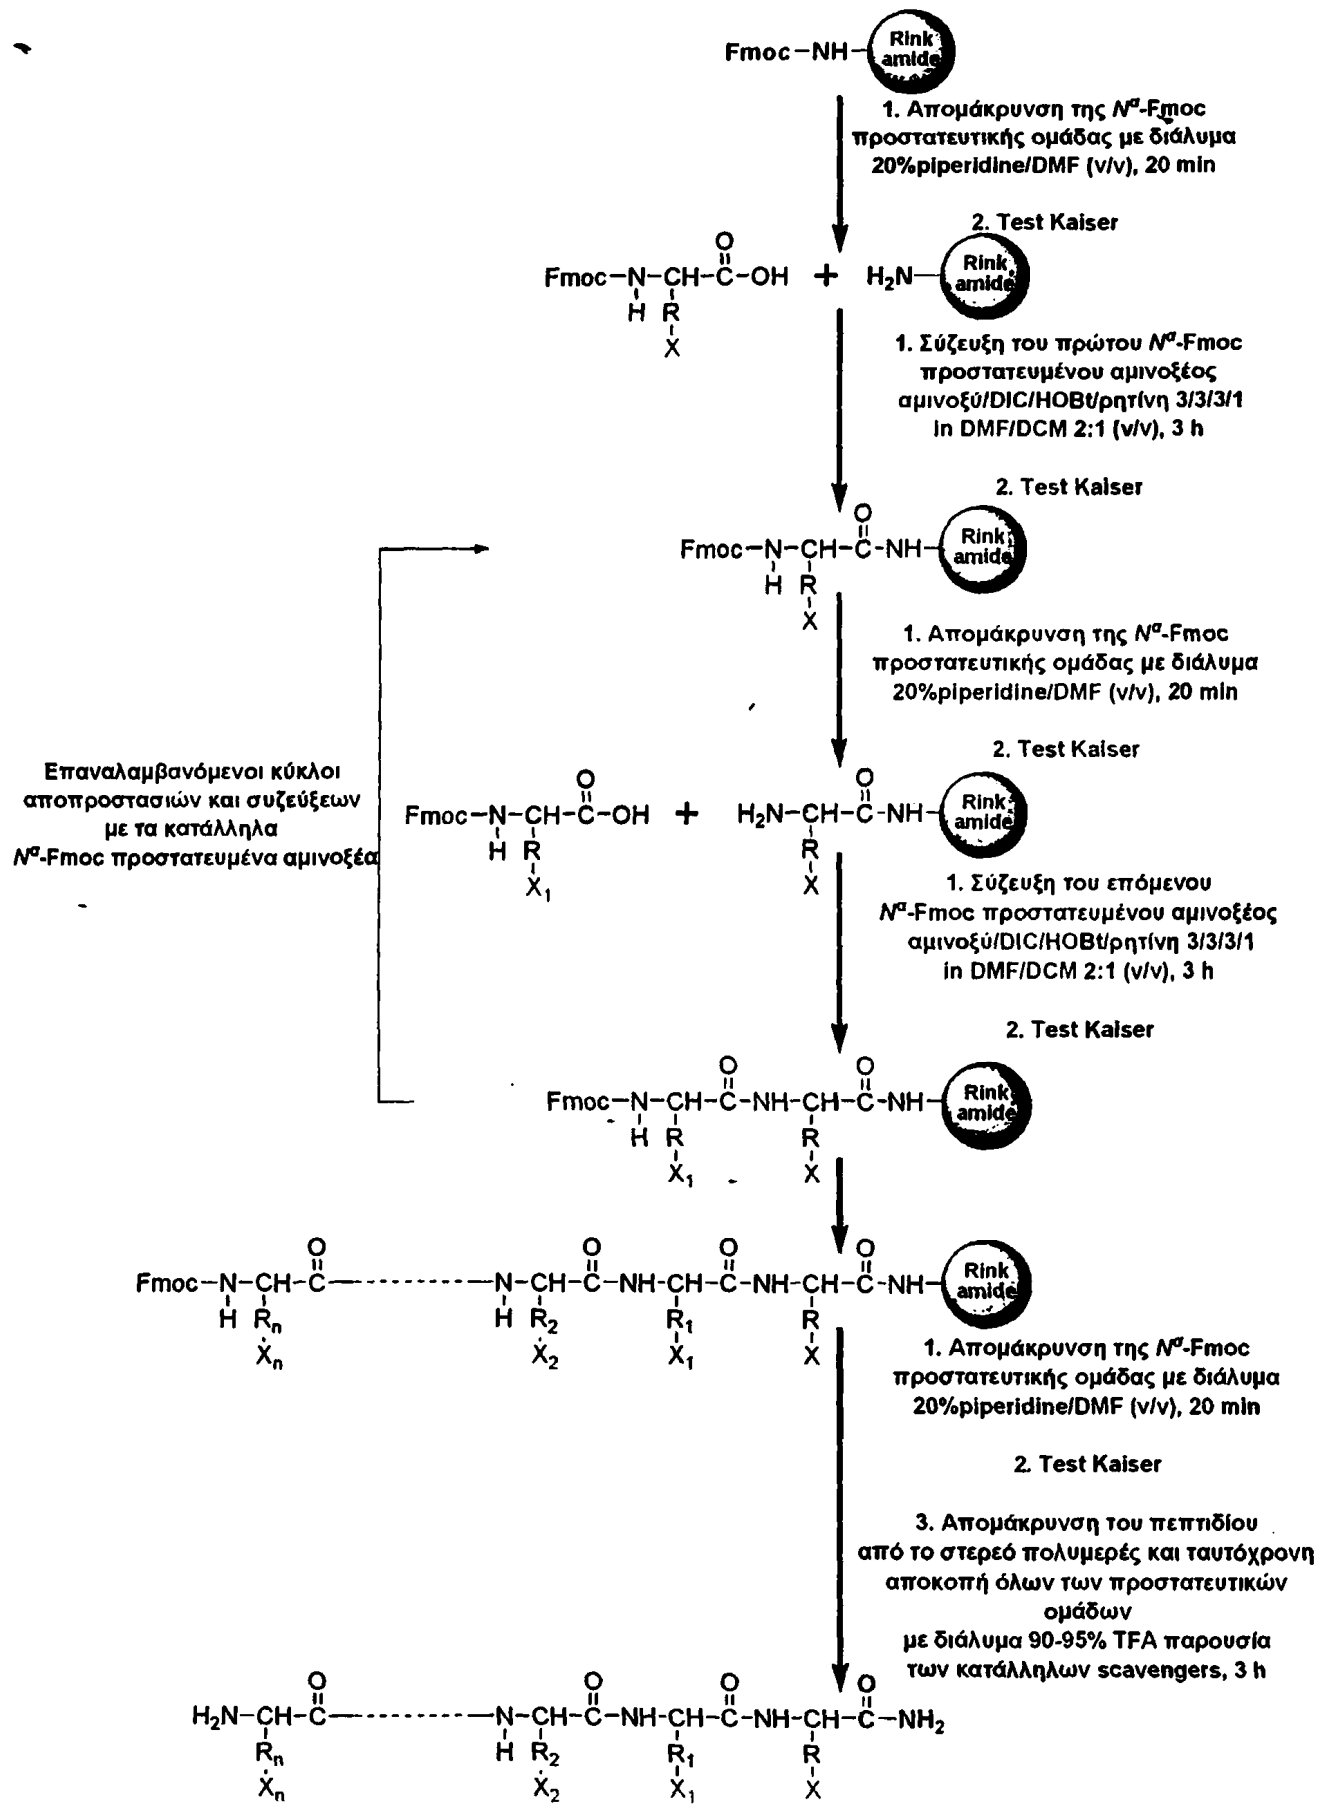 Fmoc–NH–
Rink
amide
1. Απομάκρυνση της Nα-Fmoc
προστατευτικής ομάδας με διάλυμα
20%piperidine/DMF (v/v), 20 min
2. Test Kaiser
O
Fmoc–N–CH–C–OH + H2N–
Rink
amide
H R
X
1. Σύζευξη του πρώτου Nα-Fmoc
προστατευμένου αμινοξέος
αμινοξύ/DIC/HOBt/ρητίνη 3/3/3/1
in DMF/DCM 2:1 (v/v), 3 h
2. Test Kaiser
O
Fmoc–N–CH–C–NH–
Rink
amide
H R
X
1. Απομάκρυνση της Nα-Fmoc
προστατευτικής ομάδας με διάλυμα
20%piperidine/DMF (v/v), 20 min
2. Test Kaiser
Επαναλαμβανόμενοι κύκλοι
αποπροστασιών και συζεύξεων
με τα κατάλληλα
Nα-Fmoc προστατευμένα αμινοξέα
O O
Fmoc–N–CH–C–OH + H2N–CH–C–NH–
Rink
amide
H R R
X1 X
1. Σύζευξη του επόμενου
Nα-Fmoc προστατευμένου αμινοξέος
αμινοξύ/DIC/HOBt/ρητίνη 3/3/3/1
in DMF/DCM 2:1 (v/v), 3 h
2. Test Kaiser
O O
Fmoc–N–CH–C–NH–CH–C–NH–
Rink
amide
H R R
X1 X
O O O O
Fmoc–N–CH–C–----------–N–CH–C–NH–CH–C–NH–CH–C–NH–
Rink
amide
H Rn H R2 R1 R
Xn X2 X1 X
1. Απομάκρυνση της Nα-Fmoc
προστατευτικής ομάδας με διάλυμα
20%piperidine/DMF (v/v), 20 min
2. Test Kaiser
3. Απομάκρυνση του πεπτιδίου
από το στερεό πολυμερές και ταυτόχρονη
αποκοπή όλων των προστατευτικών
ομάδων
με διάλυμα 90-95% TFA παρουσία
των κατάλληλων scavengers, 3 h
O O O O
H2N–CH–C–----------–N–CH–C–NH–CH–C–NH–CH–C–NH2
Rn H R2 R1 R
Xn X2 X1 X